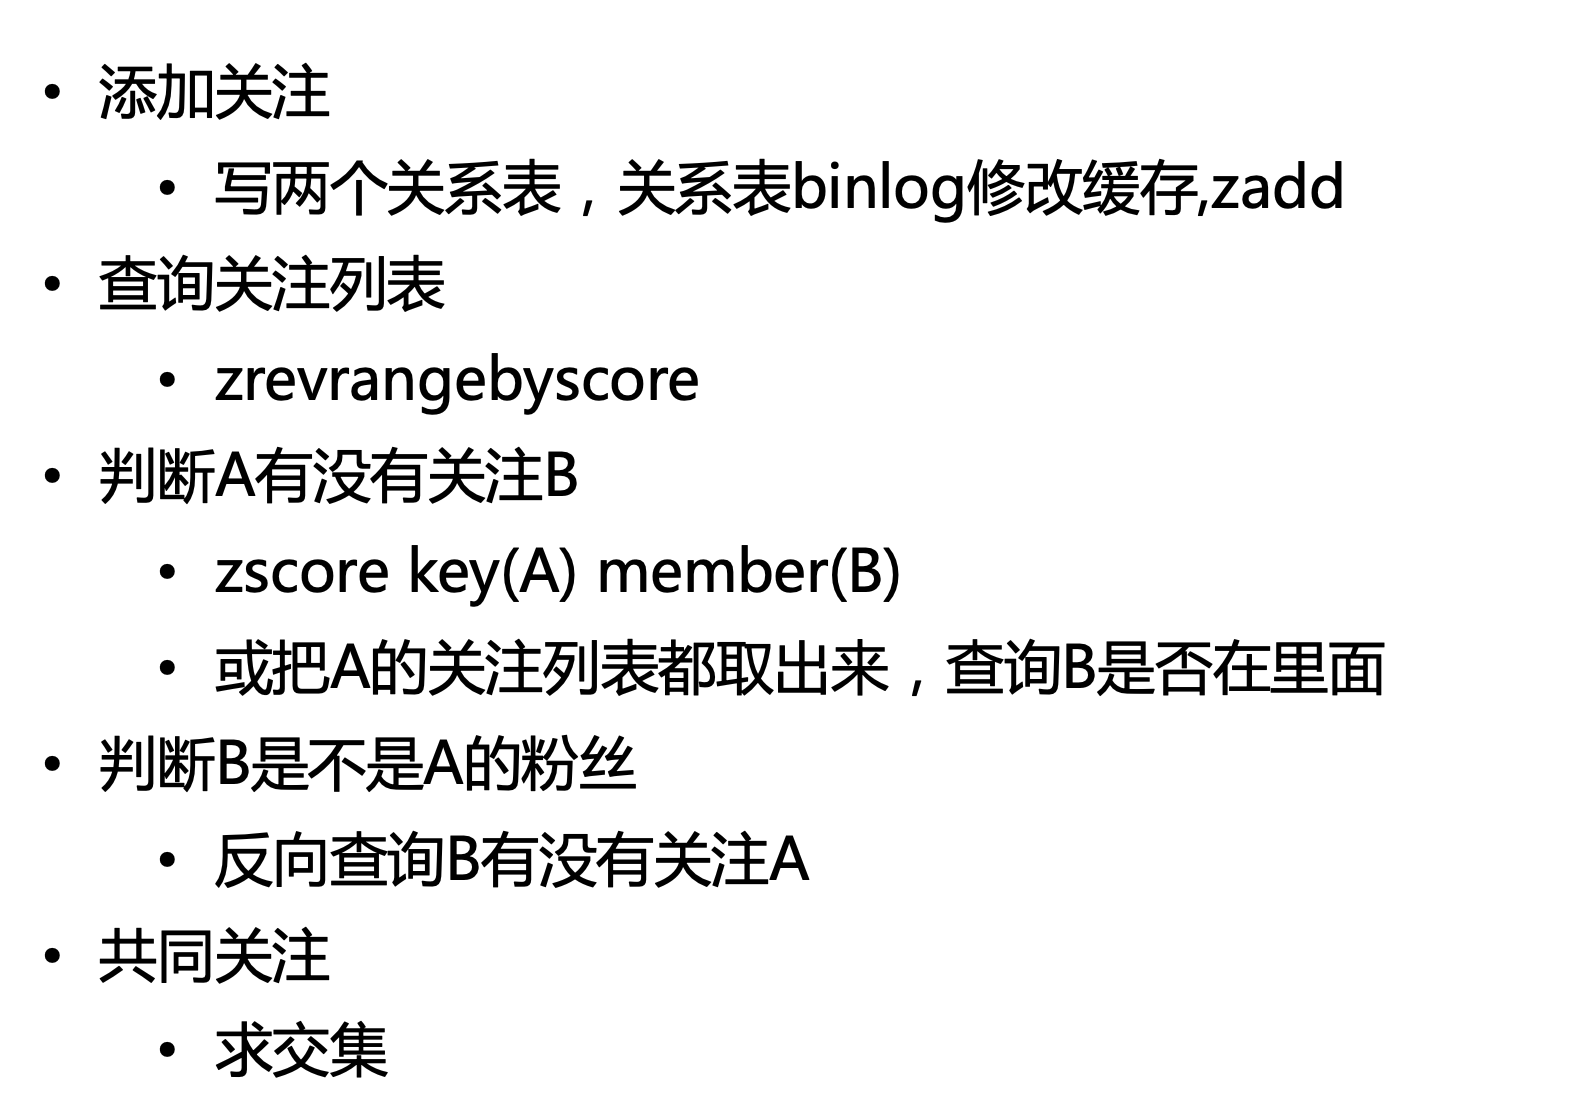 • 添加关注
• 写两个关系表，关系表binlog修改缓存,zadd
• 查询关注列表
• zrevrangebyscore
• 判断A有没有关注B
• zscore key(A) member(B)
• 或把A的关注列表都取出来，查询B是否在里面
• 判断B是不是A的粉丝
• 反向查询B有没有关注A
• 共同关注
• 求交集